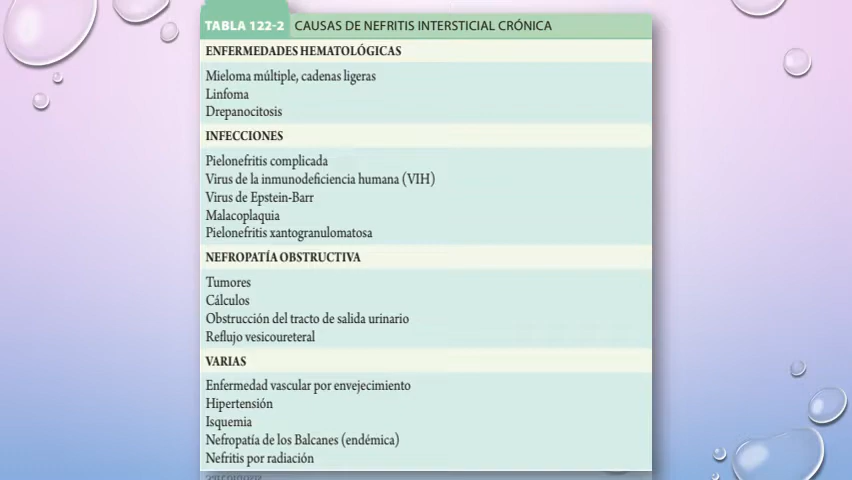 TABLA 122-2 CAUSAS DE NEFRITIS INTERSTICIAL CRÓNICA
ENFERMEDADES HEMATOLÓGICAS
Mieloma múltiple, cadenas ligeras
Linfoma
Drepanocitosis
INFECCIONES
Pielonefritis complicada
Virus de la inmunodeficiencia humana (VIH)
Virus de Epstein-Barr
Malacoplaquia
Pielonefritis xantogranulomatosa
NEFROPATÍA OBSTRUCTIVA
Tumores
Cálculos
Obstrucción del tracto de salida urinario
Reflujo vesicoureteral
VARIAS
Enfermedad vascular por envejecimiento
Hipertensión
Isquemia
Nefropatía de los Balcanes (endémica)
Nefritis por radiación